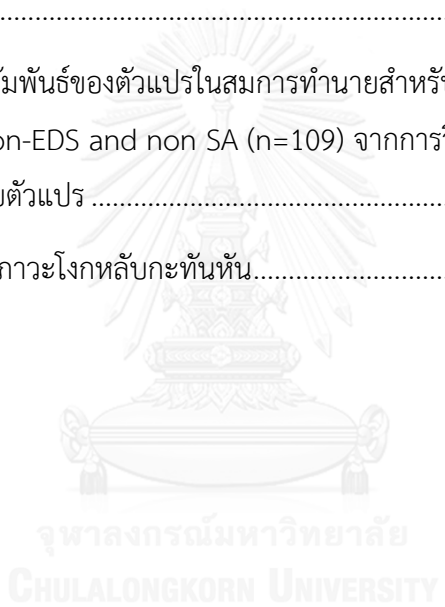 ..............................................................................
ัมพันธ์ของตัวแปรในสมการทำนายสำหรับ
on-EDS and non SA (n=109) จากการวิ
ยตัวแปร ..............................................................
ภาวะโงกหลับกะทันหัน..................................
จุฬาลงกรณ์มหาวิทยาลัย
CHULALONGKORN UNIVERSITY